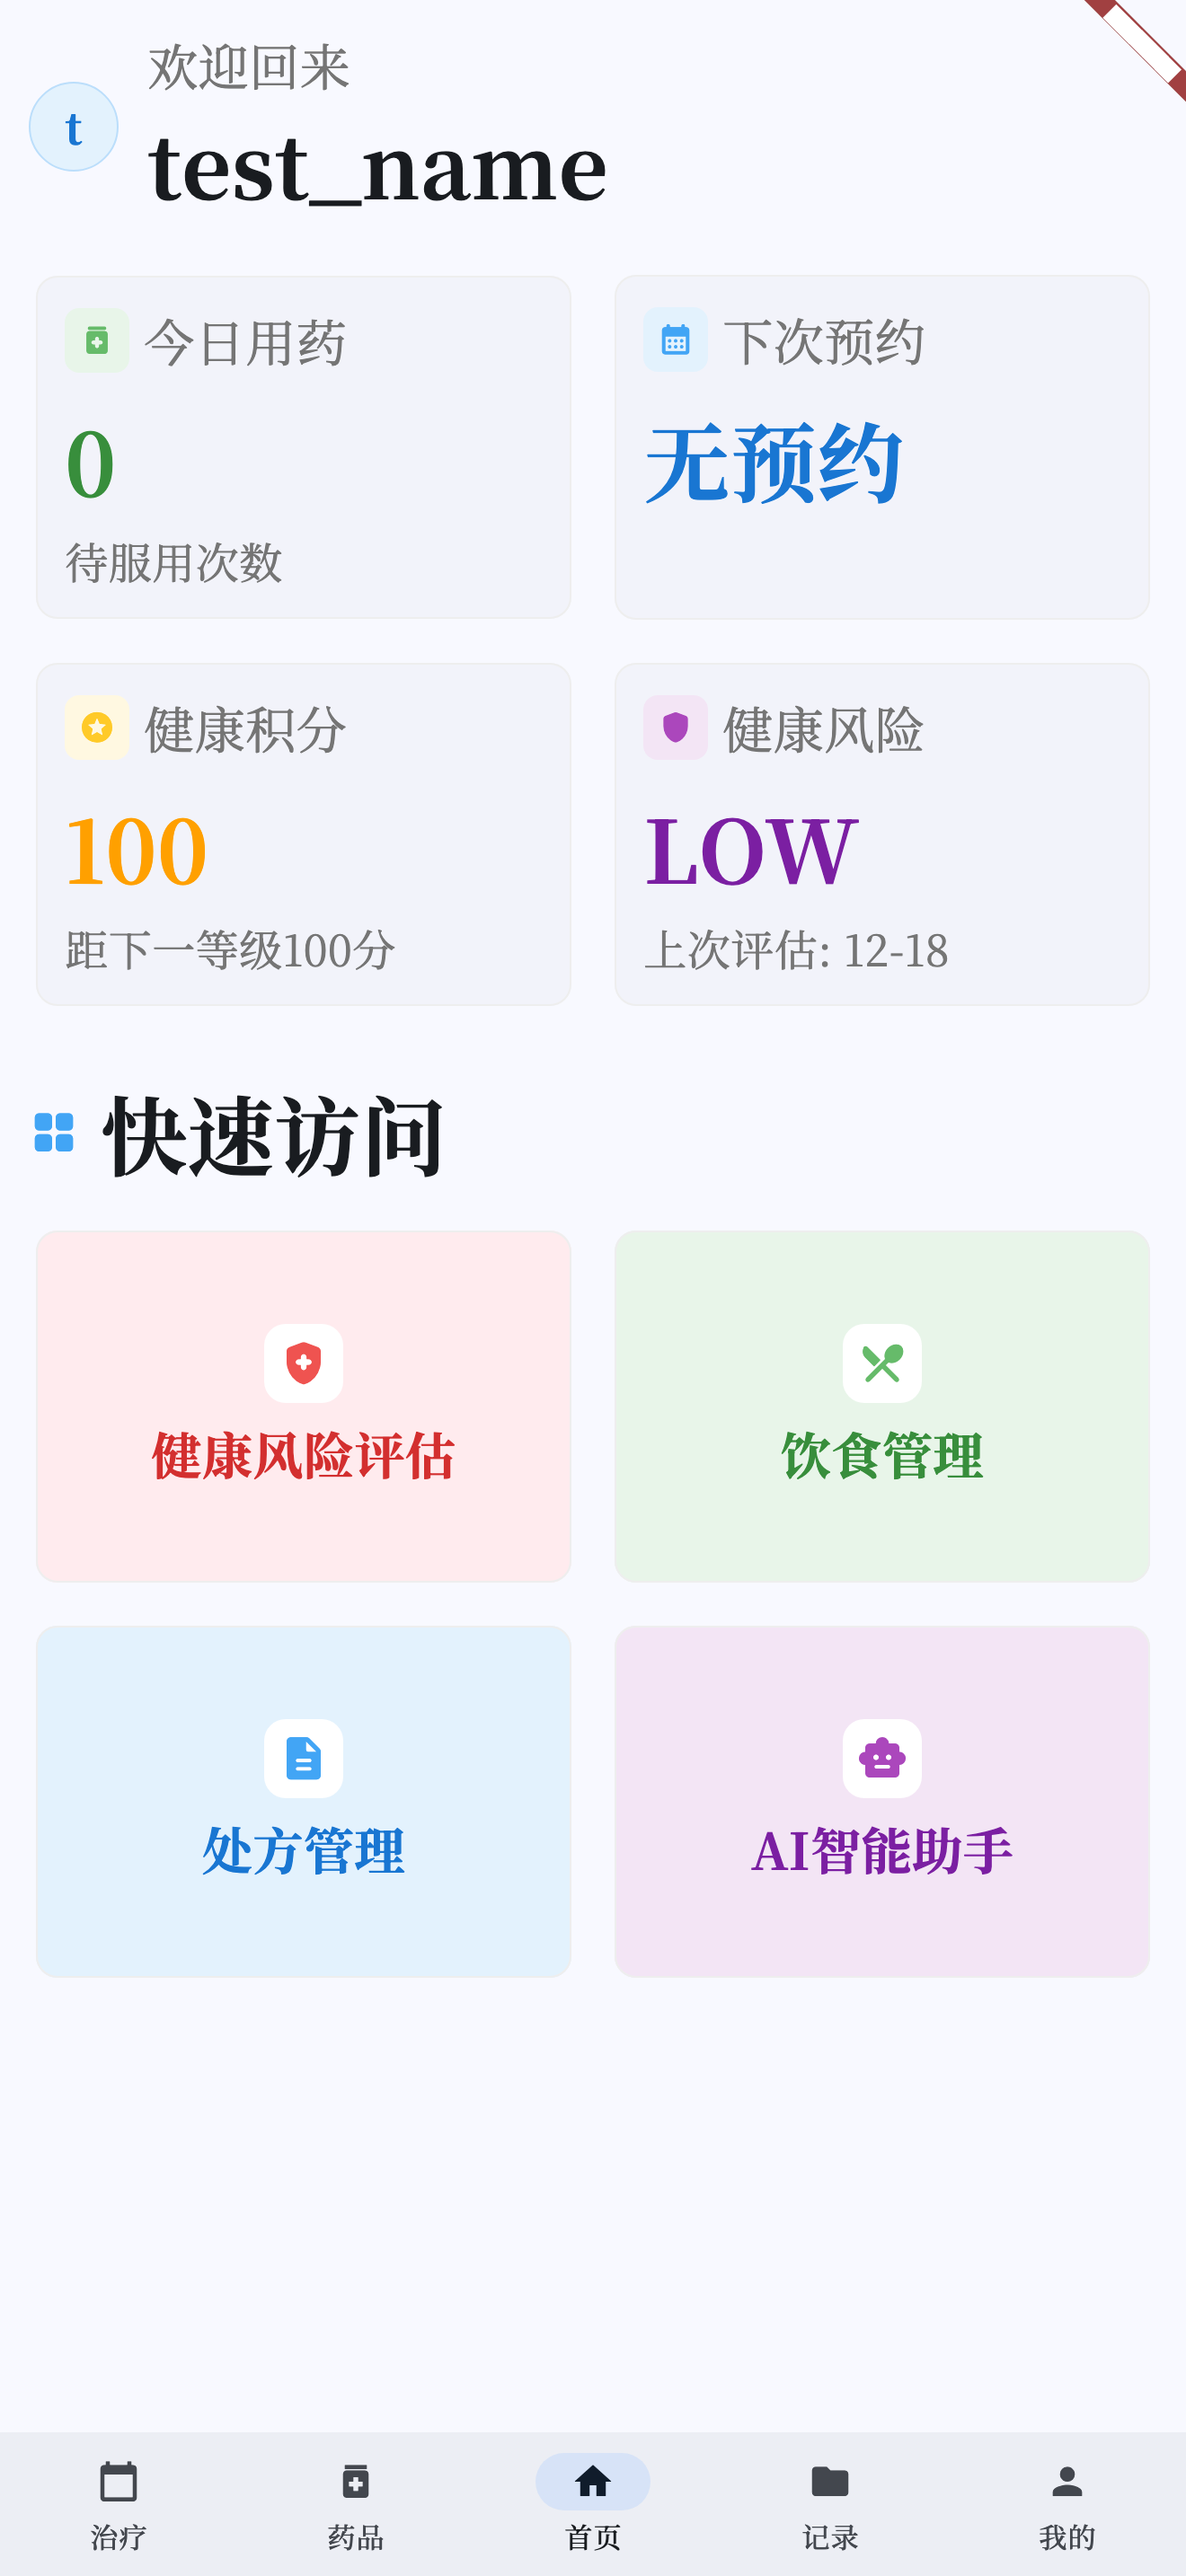 欢迎回来
t
test_name
今日用药
下次预约
0
无预约
待服用次数
健康积分
健康风险
100
LOW
距下一等级100分
上次评估: 12-18
快速访问
健康风险评估
饮食管理
处方管理
AI智能助手
治疗
药品
首页
记录
我的